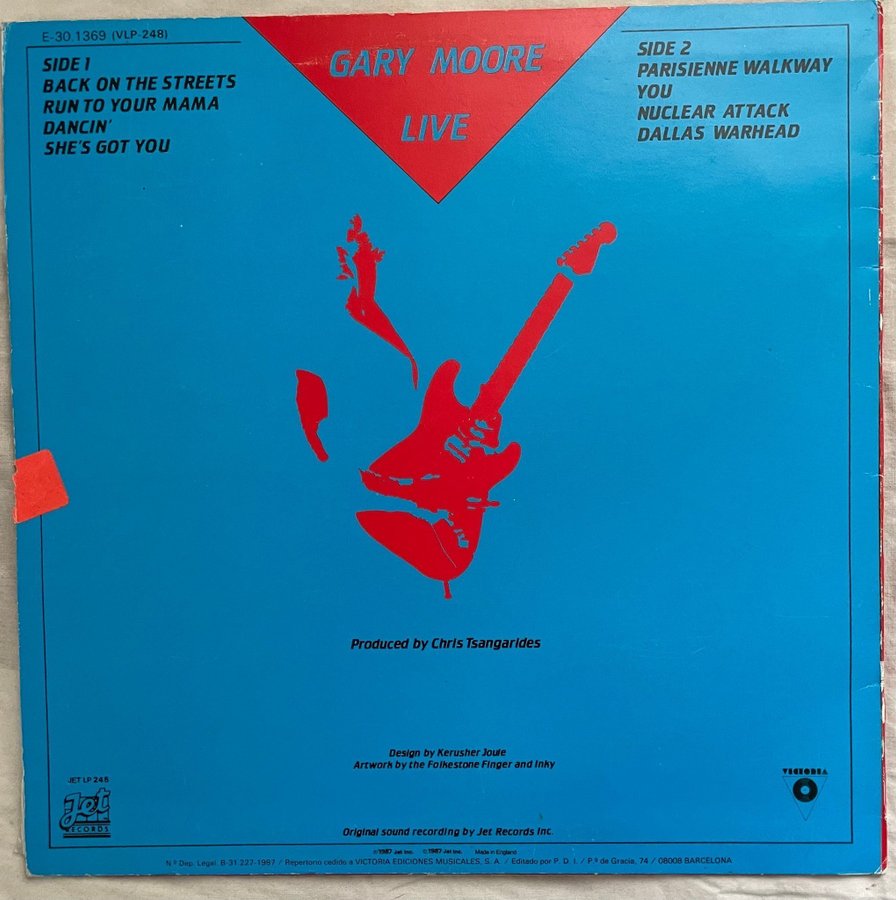 E-30.1369 (VLP-248)
SIDE 1
BACK ON THE STREETS
RUN TO YOUR MAMA
DANCIN'
SHE'S GOT YOU
GARY MOORE
LIVE
SIDE 2
PARISIENNE WALKWAY
YOU
NUCLEAR ATTACK
DALLAS WARHEAD
Produced by Chris Tsangarides
Design by Kerusher Joule
Artwork by the Folkestone Finger and Inky
JET LP 248
Jet
RECORDS
VICTORIA
Original sound recording by Jet Records Inc.
℗1987 Jet Inc. ©1987 Jet Inc. Made in England
N.º Dep. Legal. B-31.227-1987 / Repertorio cedido a VICTORIA EDICIONES MUSICALES, S. A. / Editado por P. D. I. / P.º de Gracia, 74 / 08008 BARCELONA